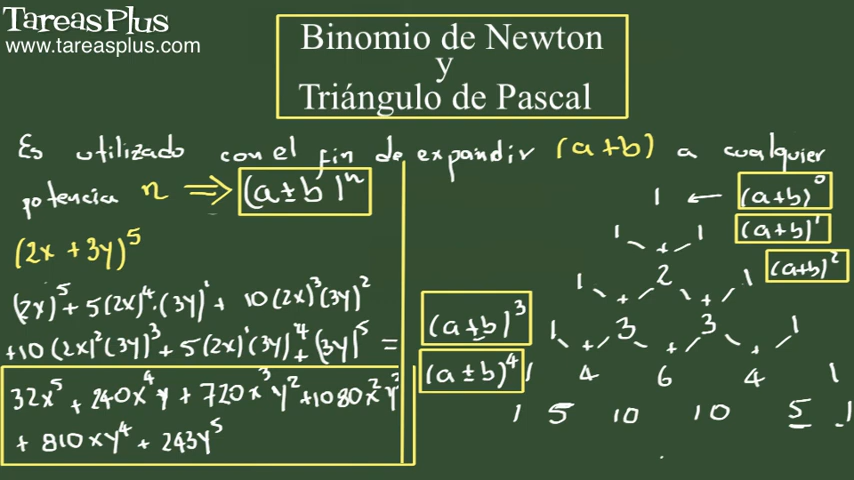 TareasPlus
www.tareasplus.com
Binomio de Newton
y
Triángulo de Pascal
Es utilizado con el fin de expandir (a+b) a cualquier
potencia n ⇒ (a±b)ⁿ
(2x + 3y)⁵
(2x)⁵ + 5(2x)⁴·(3y)¹ + 10(2x)³(3y)²
+10(2x)²(3y)³ + 5(2x)¹(3y)⁴ + (3y)⁵ =
32x⁵ + 240x⁴y + 720x³y² + 1080x²y³
+ 810xy⁴ + 243y⁵
1 ← (a+b)⁰
1 + 1 (a+b)¹
1 + 2 + 1 (a+b)²
(a±b)³ 1 + 3 + 3 + 1
(a±b)⁴ 1 4 6 4 1
1 5 10 10 5 1